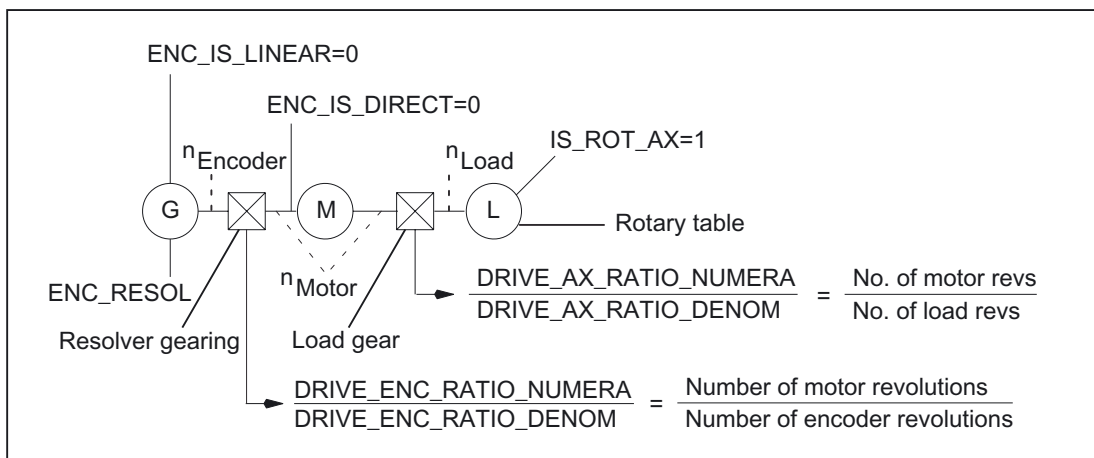 ENC_IS_LINEAR=0
ENC_IS_DIRECT=0
IS_ROT_AX=1
nEncoder
nLoad
G
M
L
Rotary table
ENC_RESOL
nMotor
Resolver gearing
Load gear
DRIVE_AX_RATIO_NUMERA
DRIVE_AX_RATIO_DENOM
=
No. of motor revs
No. of load revs
DRIVE_ENC_RATIO_NUMERA
DRIVE_ENC_RATIO_DENOM
=
Number of motor revolutions
Number of encoder revolutions